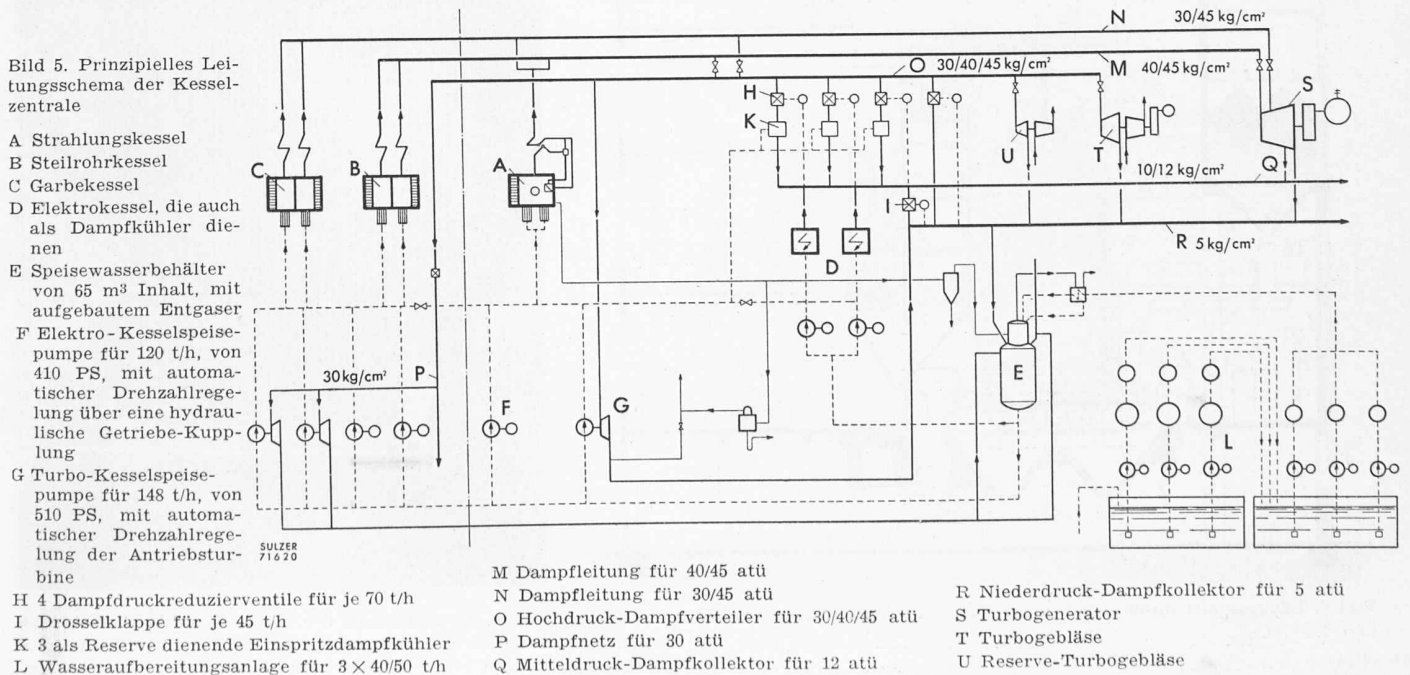 Bild 5. Prinzipielles Lei-
tungsschema der Kessel-
zentrale
A Strahlungskessel
B Steilrohrkessel
C Garbekessel
D Elektrokessel, die auch
als Dampfkühler die-
nen
E Speisewasserbehälter
von 65 m³ Inhalt, mit
aufgebautem Entgaser
F Elektro-Kesselspeise-
pumpe für 120 t/h, von
410 PS, mit automa-
tischer Drehzahlrege-
lung über eine hydrau-
lische Getriebe-Kupp-
lung
G Turbo-Kesselspeise-
pumpe für 148 t/h, von
510 PS, mit automa-
tischer Drehzahlrege-
lung der Antriebstur-
bine
H 4 Dampfdruckreduzierventile für je 70 t/h
I Drosselklappe für je 45 t/h
K 3 als Reserve dienende Einspritzdampfkühler
L Wasseraufbereitungsanlage für 3 × 40/50 t/h
M Dampfleitung für 40/45 atü
N Dampfleitung für 30/45 atü
O Hochdruck-Dampfverteiler für 30/40/45 atü
P Dampfnetz für 30 atü
Q Mitteldruck-Dampfkollektor für 12 atü
R Niederdruck-Dampfkollektor für 5 atü
S Turbogenerator
T Turbogebläse
U Reserve-Turbogebläse
N 30/45 kg/cm²
M 40/45 kg/cm²
O 30/40/45 kg/cm²
S
H
K
U
T
Q
10/12 kg/cm²
C
B
A
I
R 5 kg/cm²
D
P
30 kg/cm²
E
F
G
L
SULZER
71620